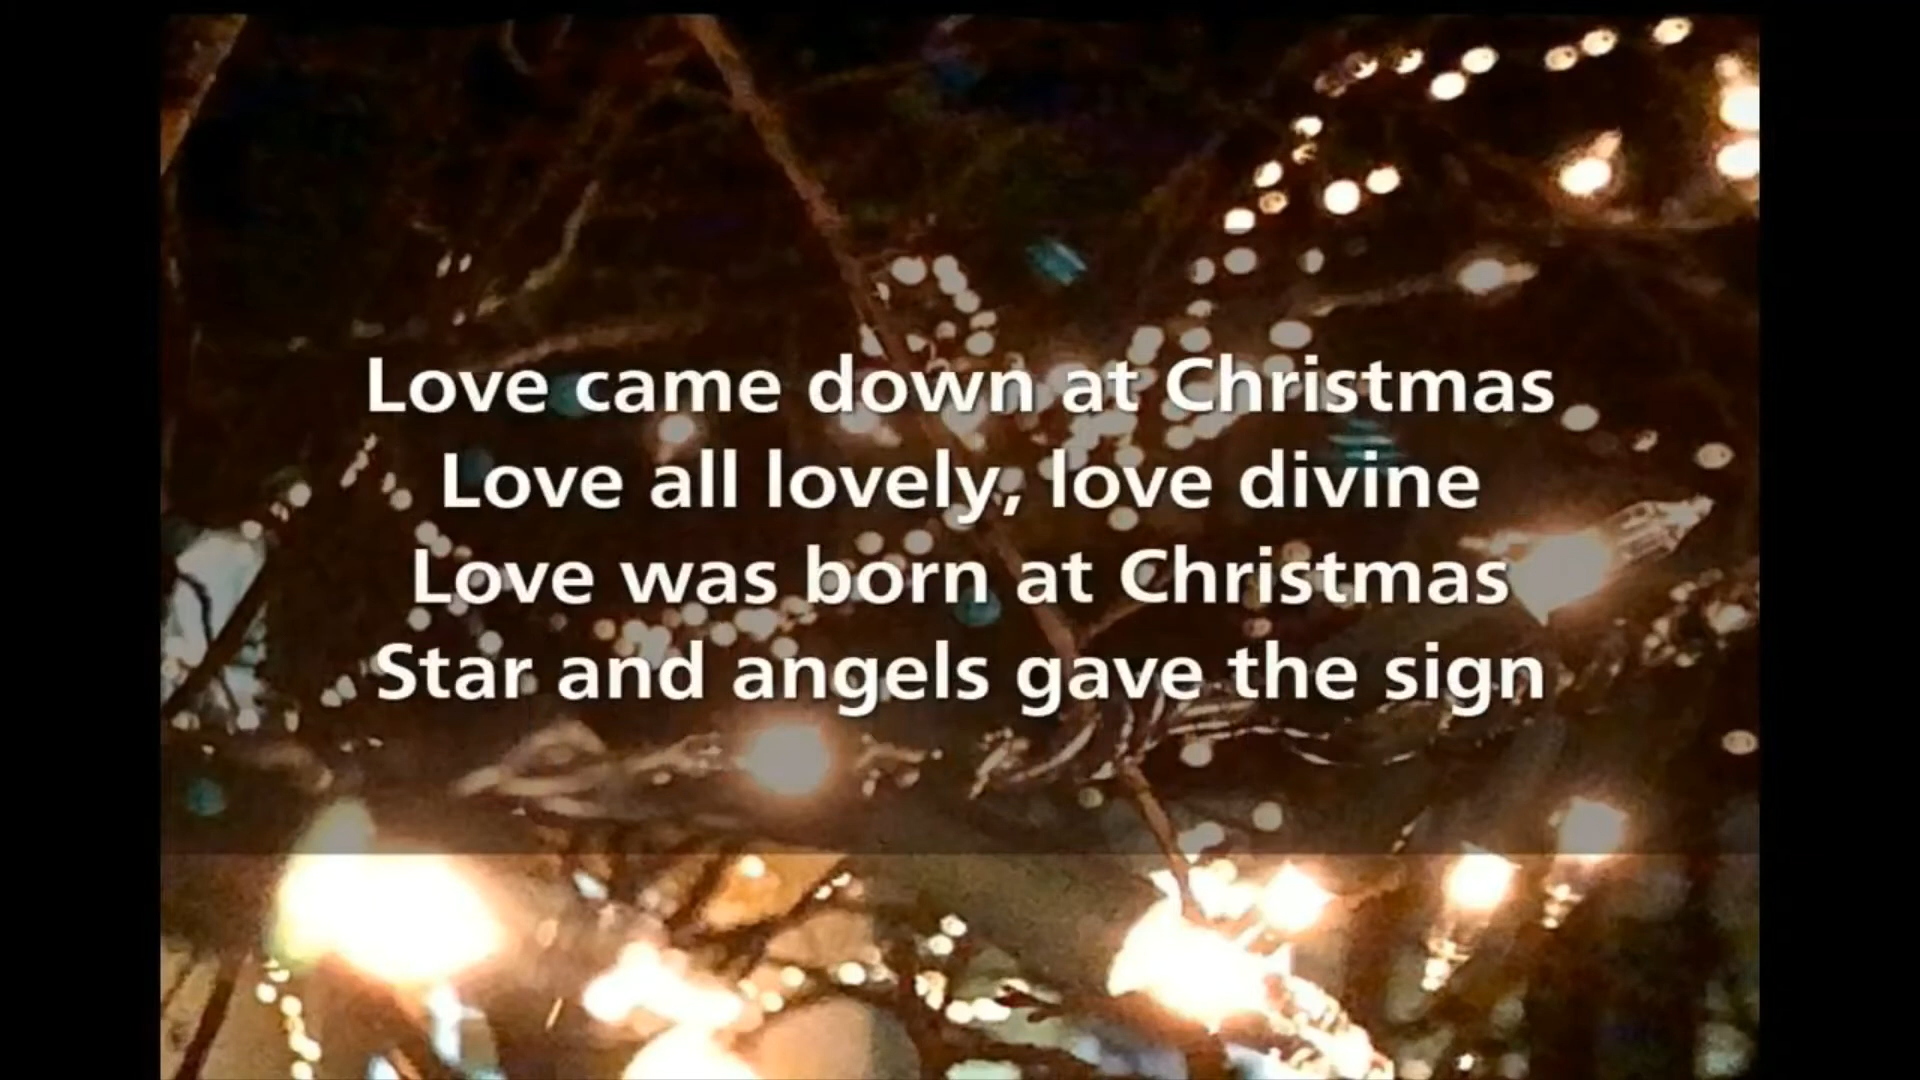 Love came down at Christmas
Love all lovely, love divine
Love was born at Christmas
Star and angels gave the sign